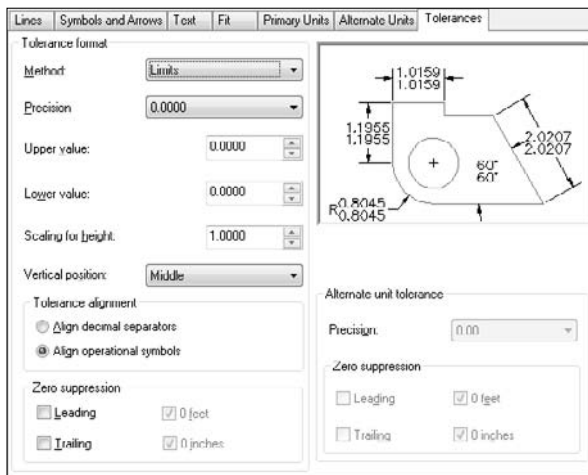 Lines Symbols and Arrows Text Fit Primary Units Alternate Units Tolerances
Tolerance format
Method: Limits
Precision 0.0000
Upper value: 0.0000
Lower value: 0.0000
Scaling for height: 1.0000
Vertical position: Middle
Tolerance alignment
Align decimal separators
Align operational symbols
Zero suppression
Leading 0 feet
Trailing 0 inches
1.0159
1.0159
1.1955
1.1955
2.0207
2.0207
60°
60°
R0.8045
0.8045
Alternate unit tolerance
Precision: 0.00
Zero suppression
Leading 0 feet
Trailing 0 inches